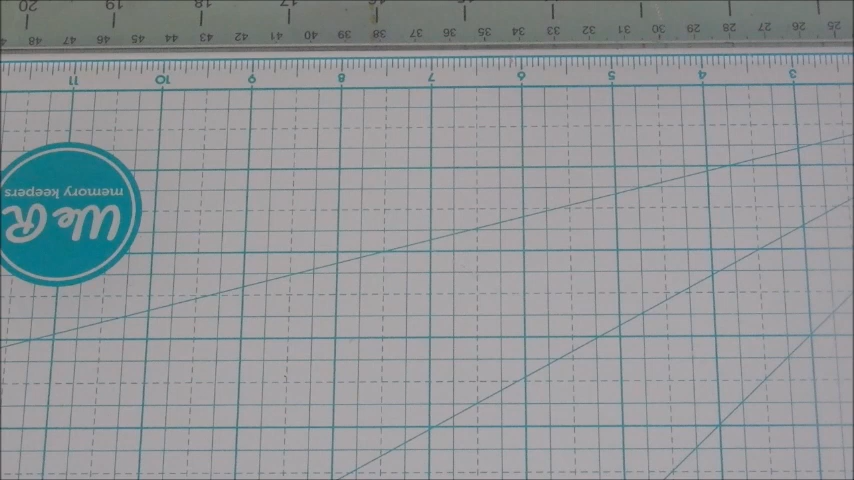 We R
memory keepers
3 4 5 6 7 8 9 10 11
25 26 27 28 29 30 31 32 33 34 35 36 37 38 39 40 41 42 43 44 45 46 47 48
17 18 19 20